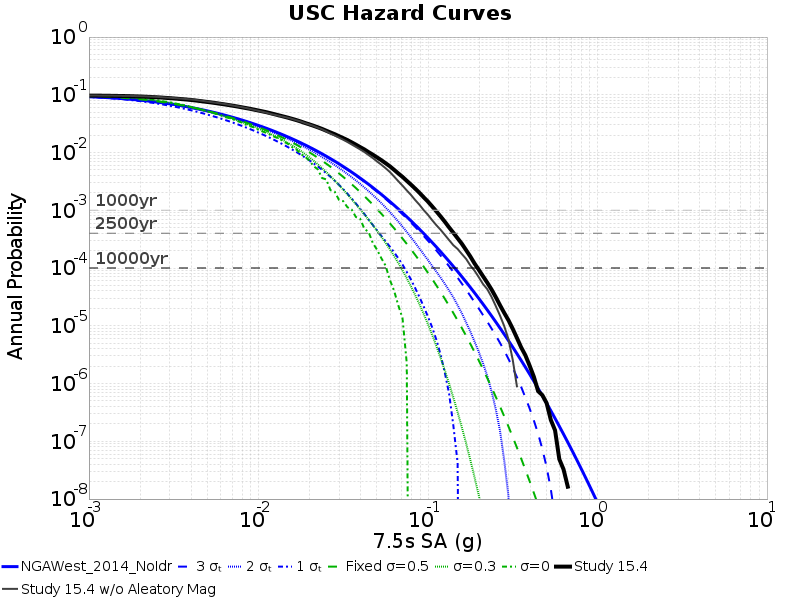 USC Hazard Curves
10^0
10^-1
10^-2
10^-3
10^-4
10^-5
10^-6
10^-7
10^-8
Annual Probability
1000yr
2500yr
10000yr
10^-3 10^-2 10^-1 10^0 10^1
7.5s SA (g)
NGAWest_2014_NoIdr 3 σₜ 2 σₜ 1 σₜ Fixed σ=0.5 σ=0.3 σ=0 Study 15.4
Study 15.4 w/o Aleatory Mag